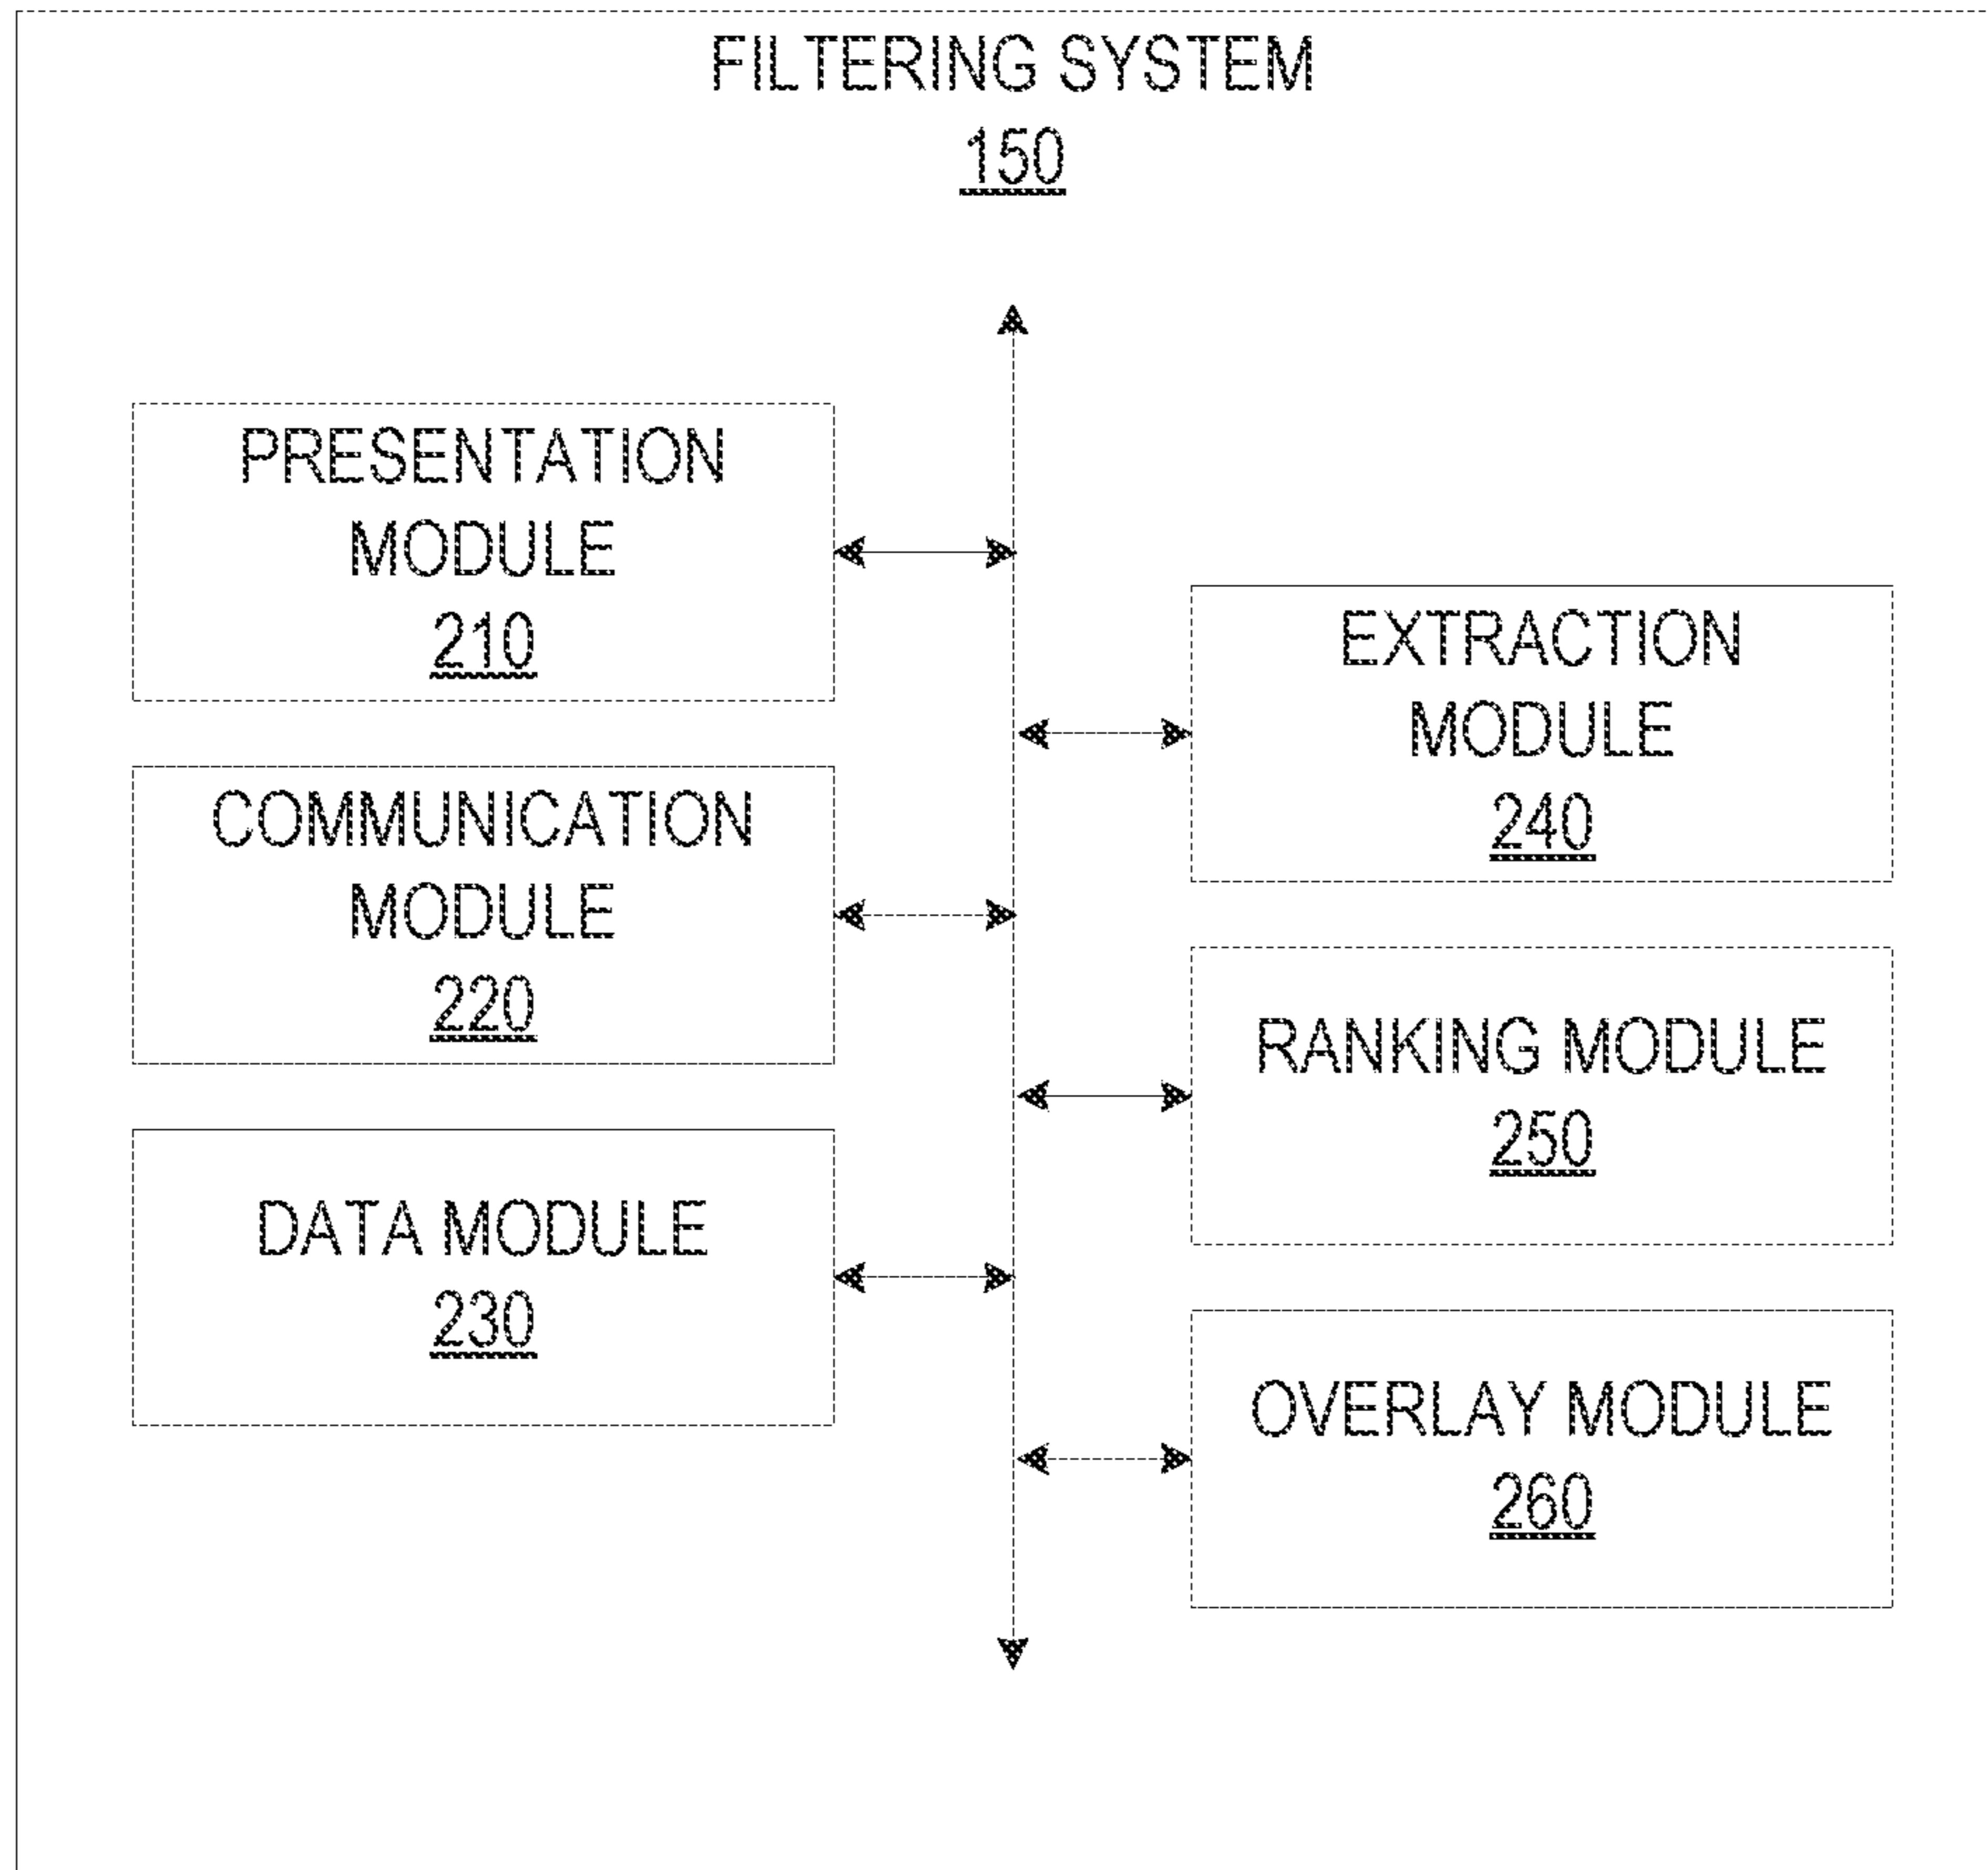 FILTERING SYSTEM
150
PRESENTATION
MODULE
210
COMMUNICATION
MODULE
220
DATA MODULE
230
EXTRACTION
MODULE
240
RANKING MODULE
250
OVERLAY MODULE
260